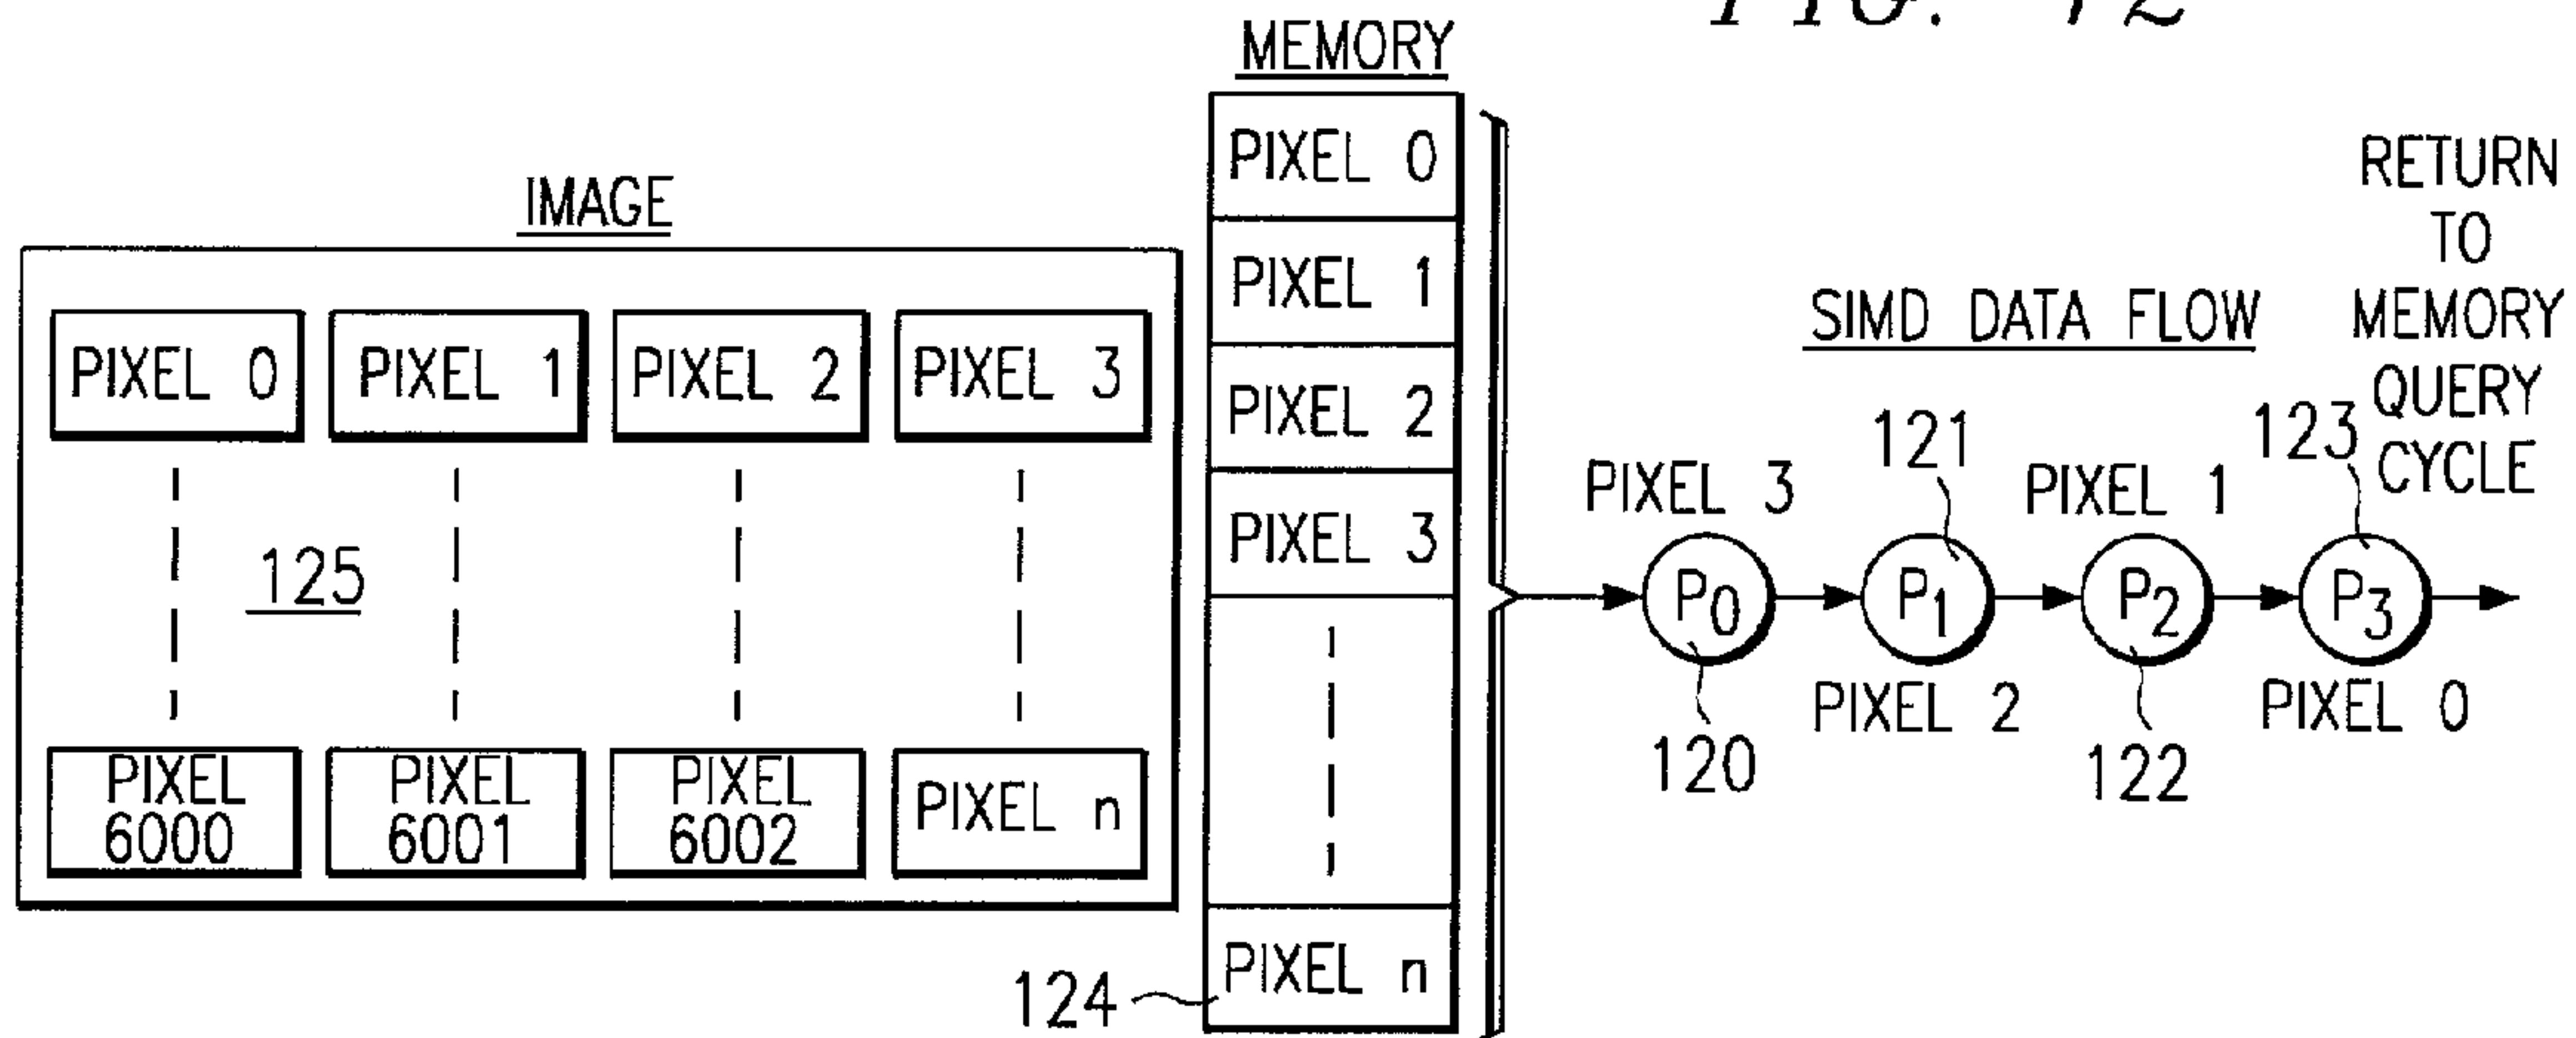 FIG. 12
MEMORY
IMAGE
PIXEL 0
PIXEL 1
PIXEL 2
PIXEL 3
125
PIXEL 6000
PIXEL 6001
PIXEL 6002
PIXEL n
PIXEL 0
PIXEL 1
PIXEL 2
PIXEL 3
PIXEL n
124
SIMD DATA FLOW
RETURN
TO
MEMORY
QUERY
CYCLE
PIXEL 3
121
PIXEL 1
123
P0
P1
P2
P3
120
PIXEL 2
122
PIXEL 0